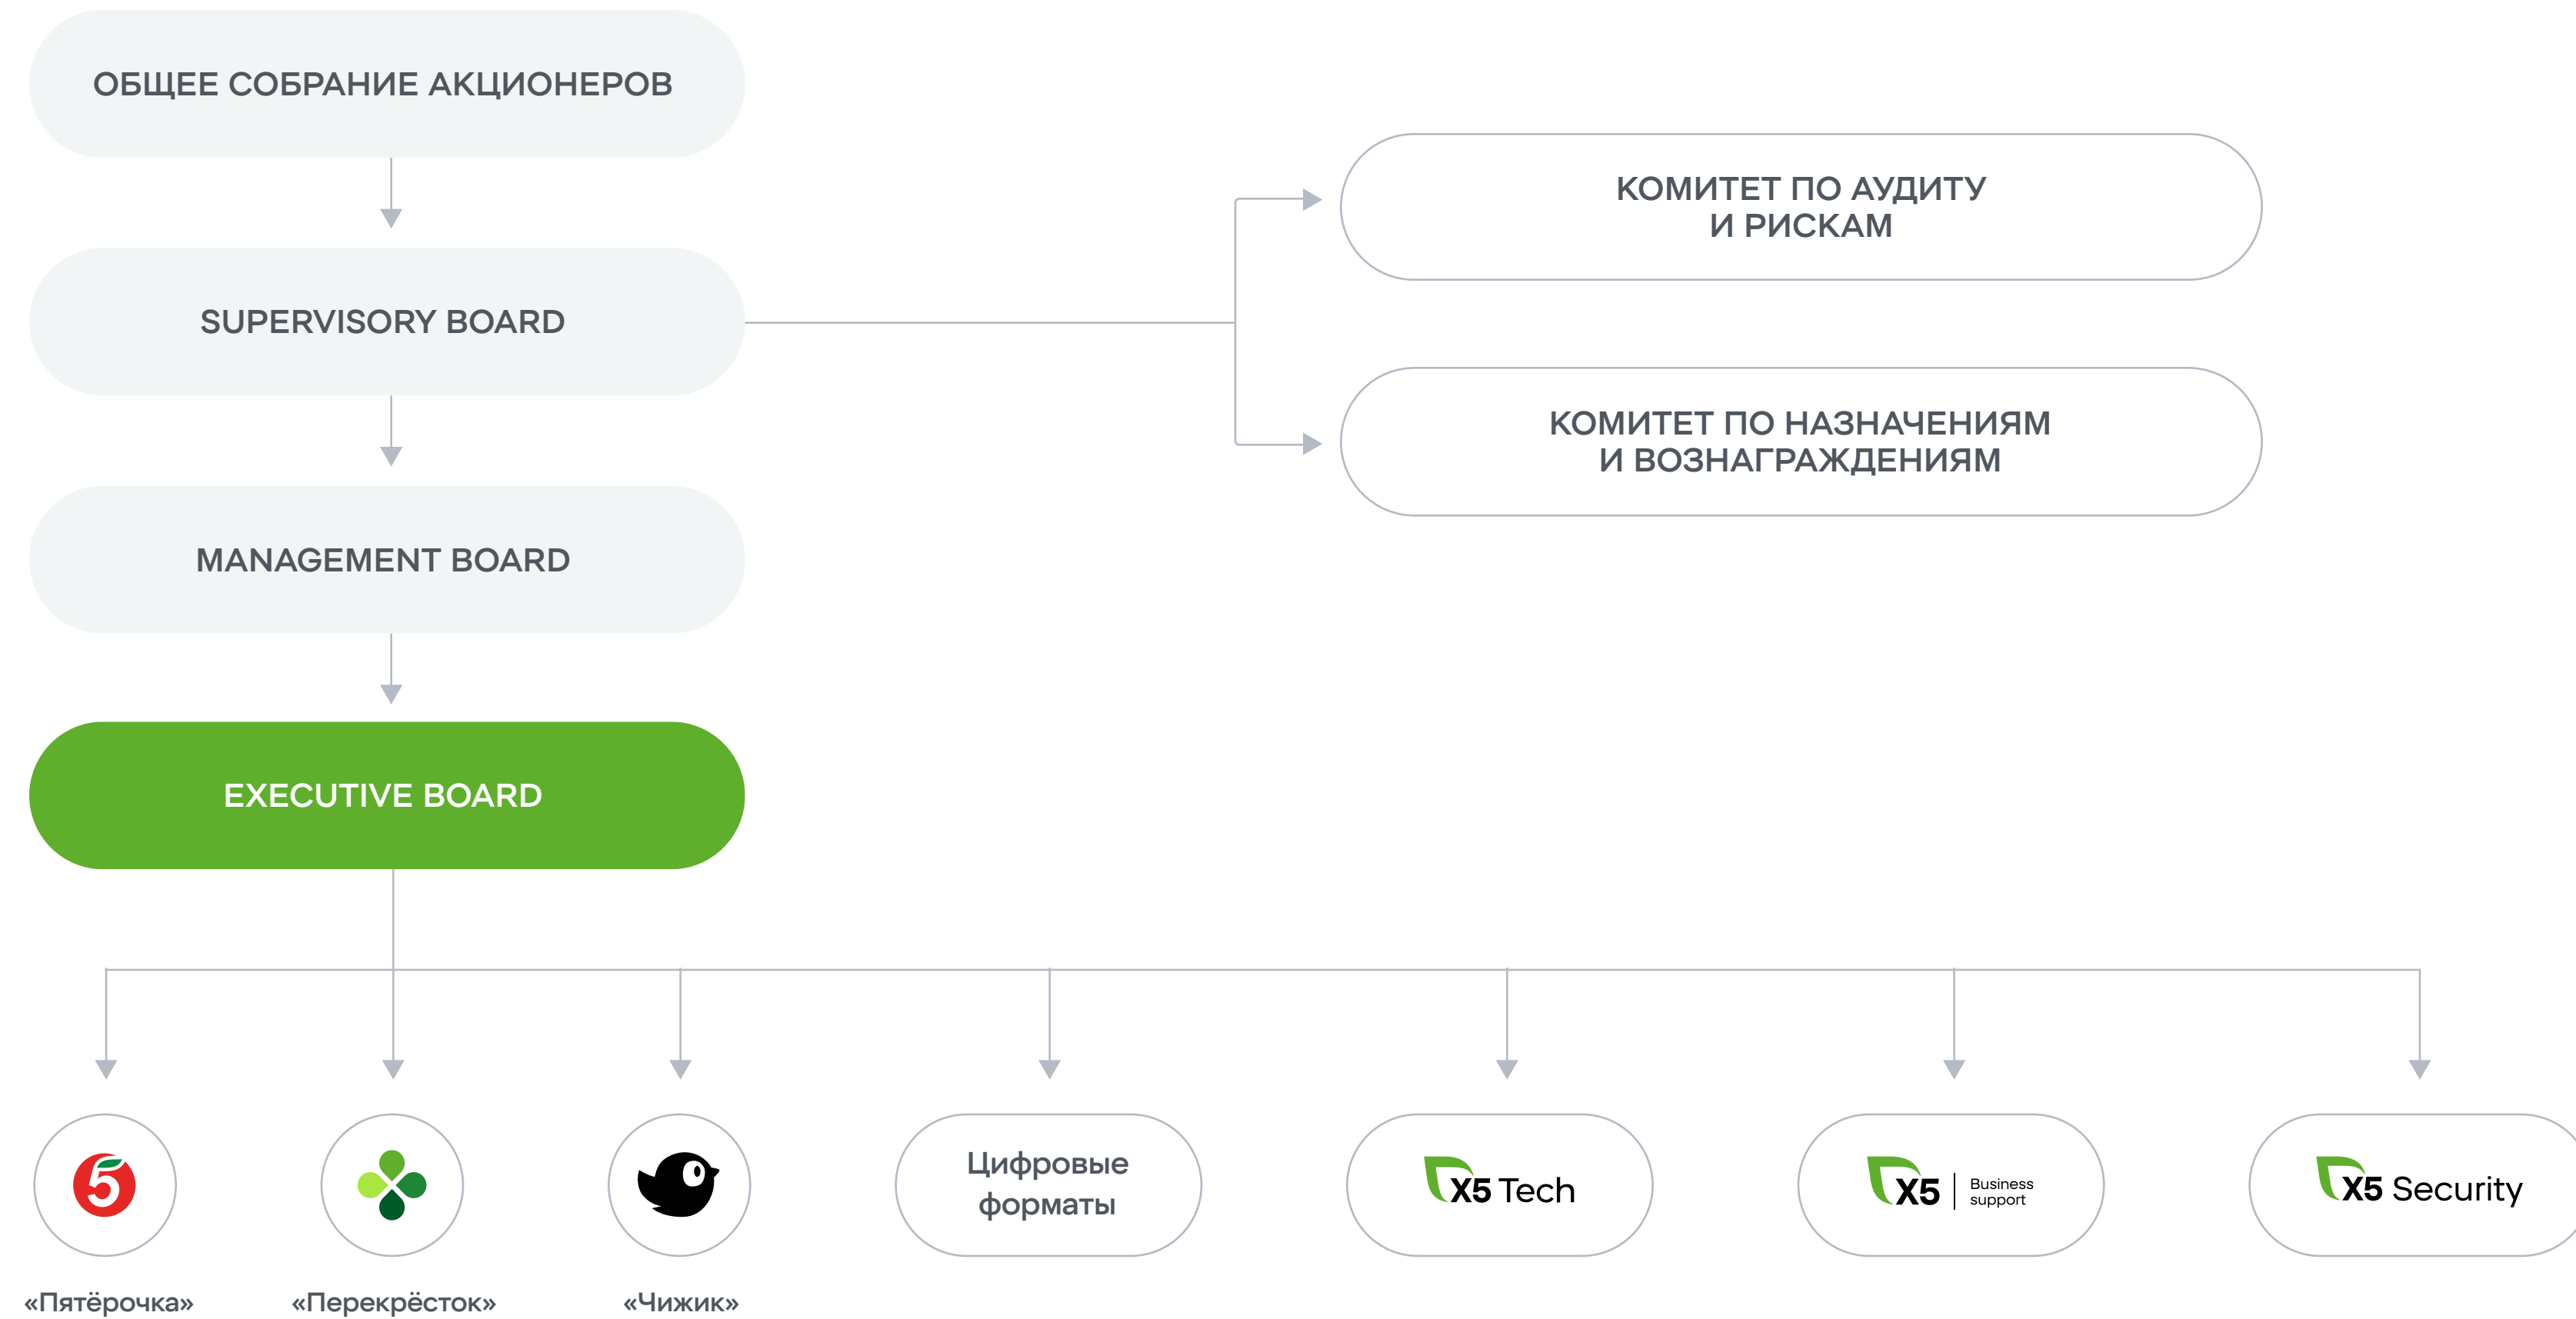 ОБЩЕЕ СОБРАНИЕ АКЦИОНЕРОВ
КОМИТЕТ ПО АУДИТУ
И РИСКАМ
SUPERVISORY BOARD
КОМИТЕТ ПО НАЗНАЧЕНИЯМ
И ВОЗНАГРАЖДЕНИЯМ
MANAGEMENT BOARD
EXECUTIVE BOARD
5
Цифровые
форматы
X5 Tech
X5
Business
support
X5 Security
«Пятёрочка»
«Перекрёсток»
«Чижик»